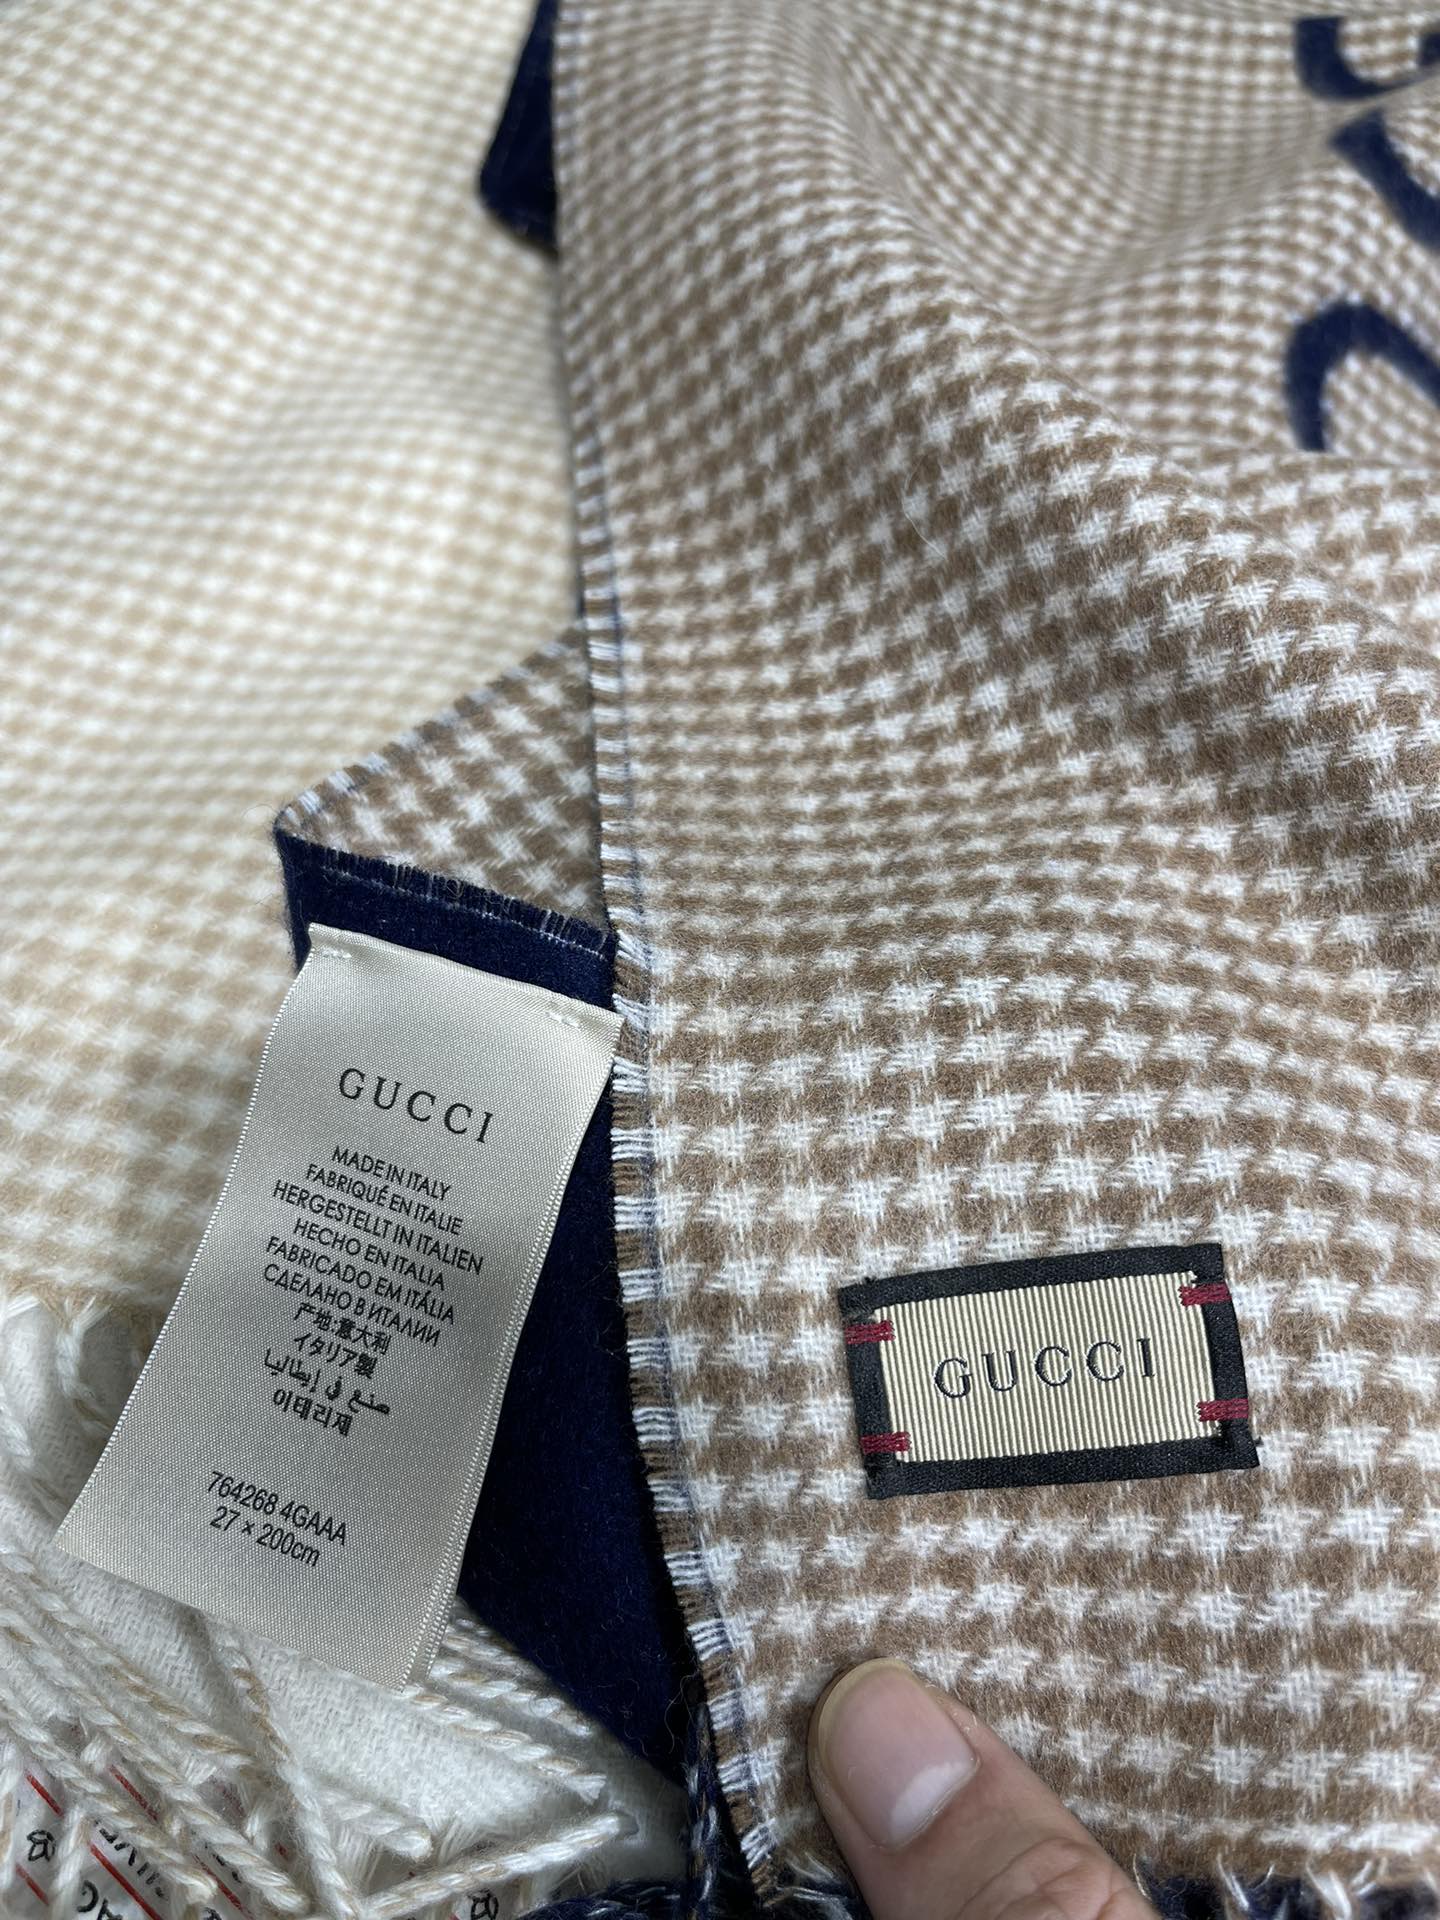 GUCCI
MADE IN ITALY
FABRIQUÉ EN ITALIE
HERGESTELLT IN ITALIEN
HECHO EN ITALIA
FABRICADO EM ITÁLIA
СДЕЛАНО В ИТАЛИИ
产地:意大利
イタリア製
صنع في إيطاليا
이태리제
764268 4GAAA
27 × 200cm
GUCCI